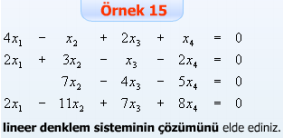 Örnek 15
4x₁ − x₂ + 2x₃ + x₄ = 0
2x₁ + 3x₂ − x₃ − 2x₄ = 0
7x₂ − 4x₃ − 5x₄ = 0
2x₁ − 11x₂ + 7x₃ + 8x₄ = 0
lineer denklem sisteminin çözümünü elde ediniz.